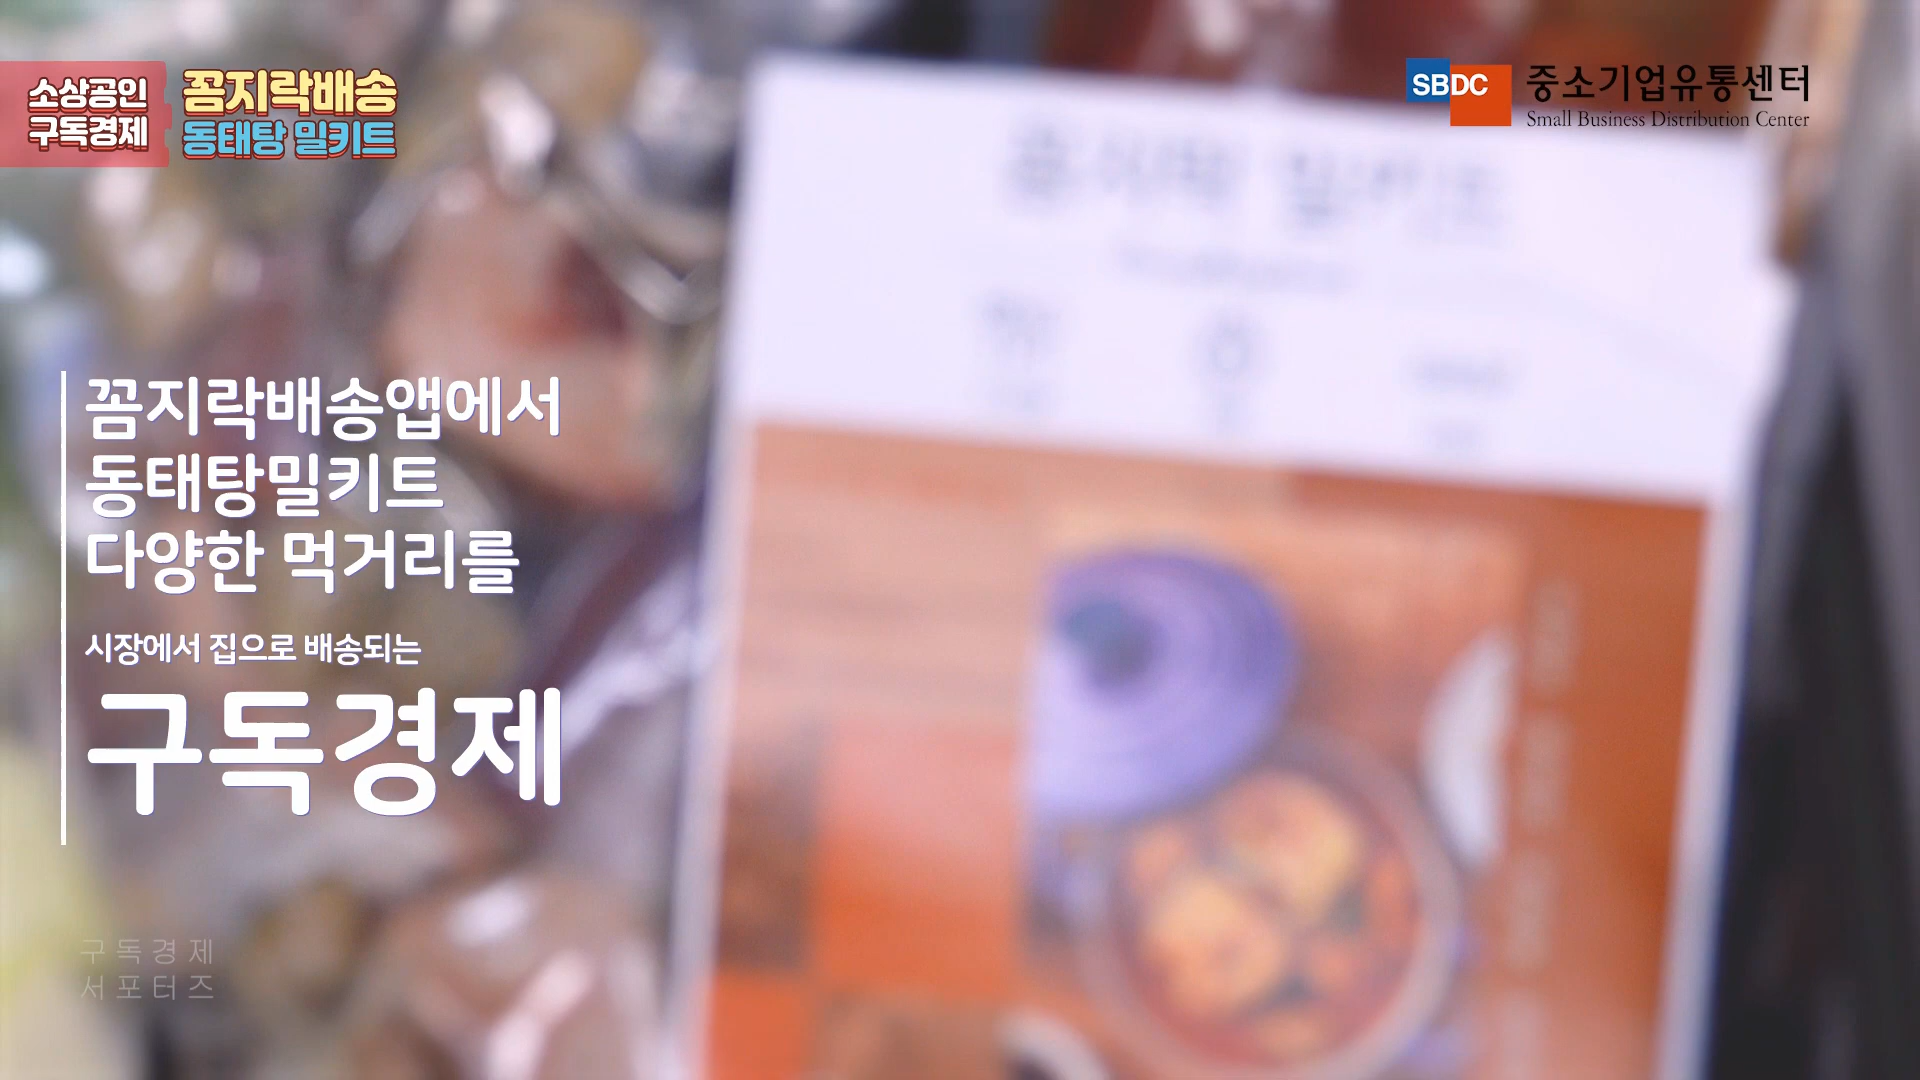 소상공인
구독경제
꼼지락배송
동태탕 밀키트
SBDC 중소기업유통센터
Small Business Distribution Center
꼼지락배송앱에서
동태탕밀키트
다양한 먹거리를
시장에서 집으로 배송되는
구독경제
구독경제
서포터즈